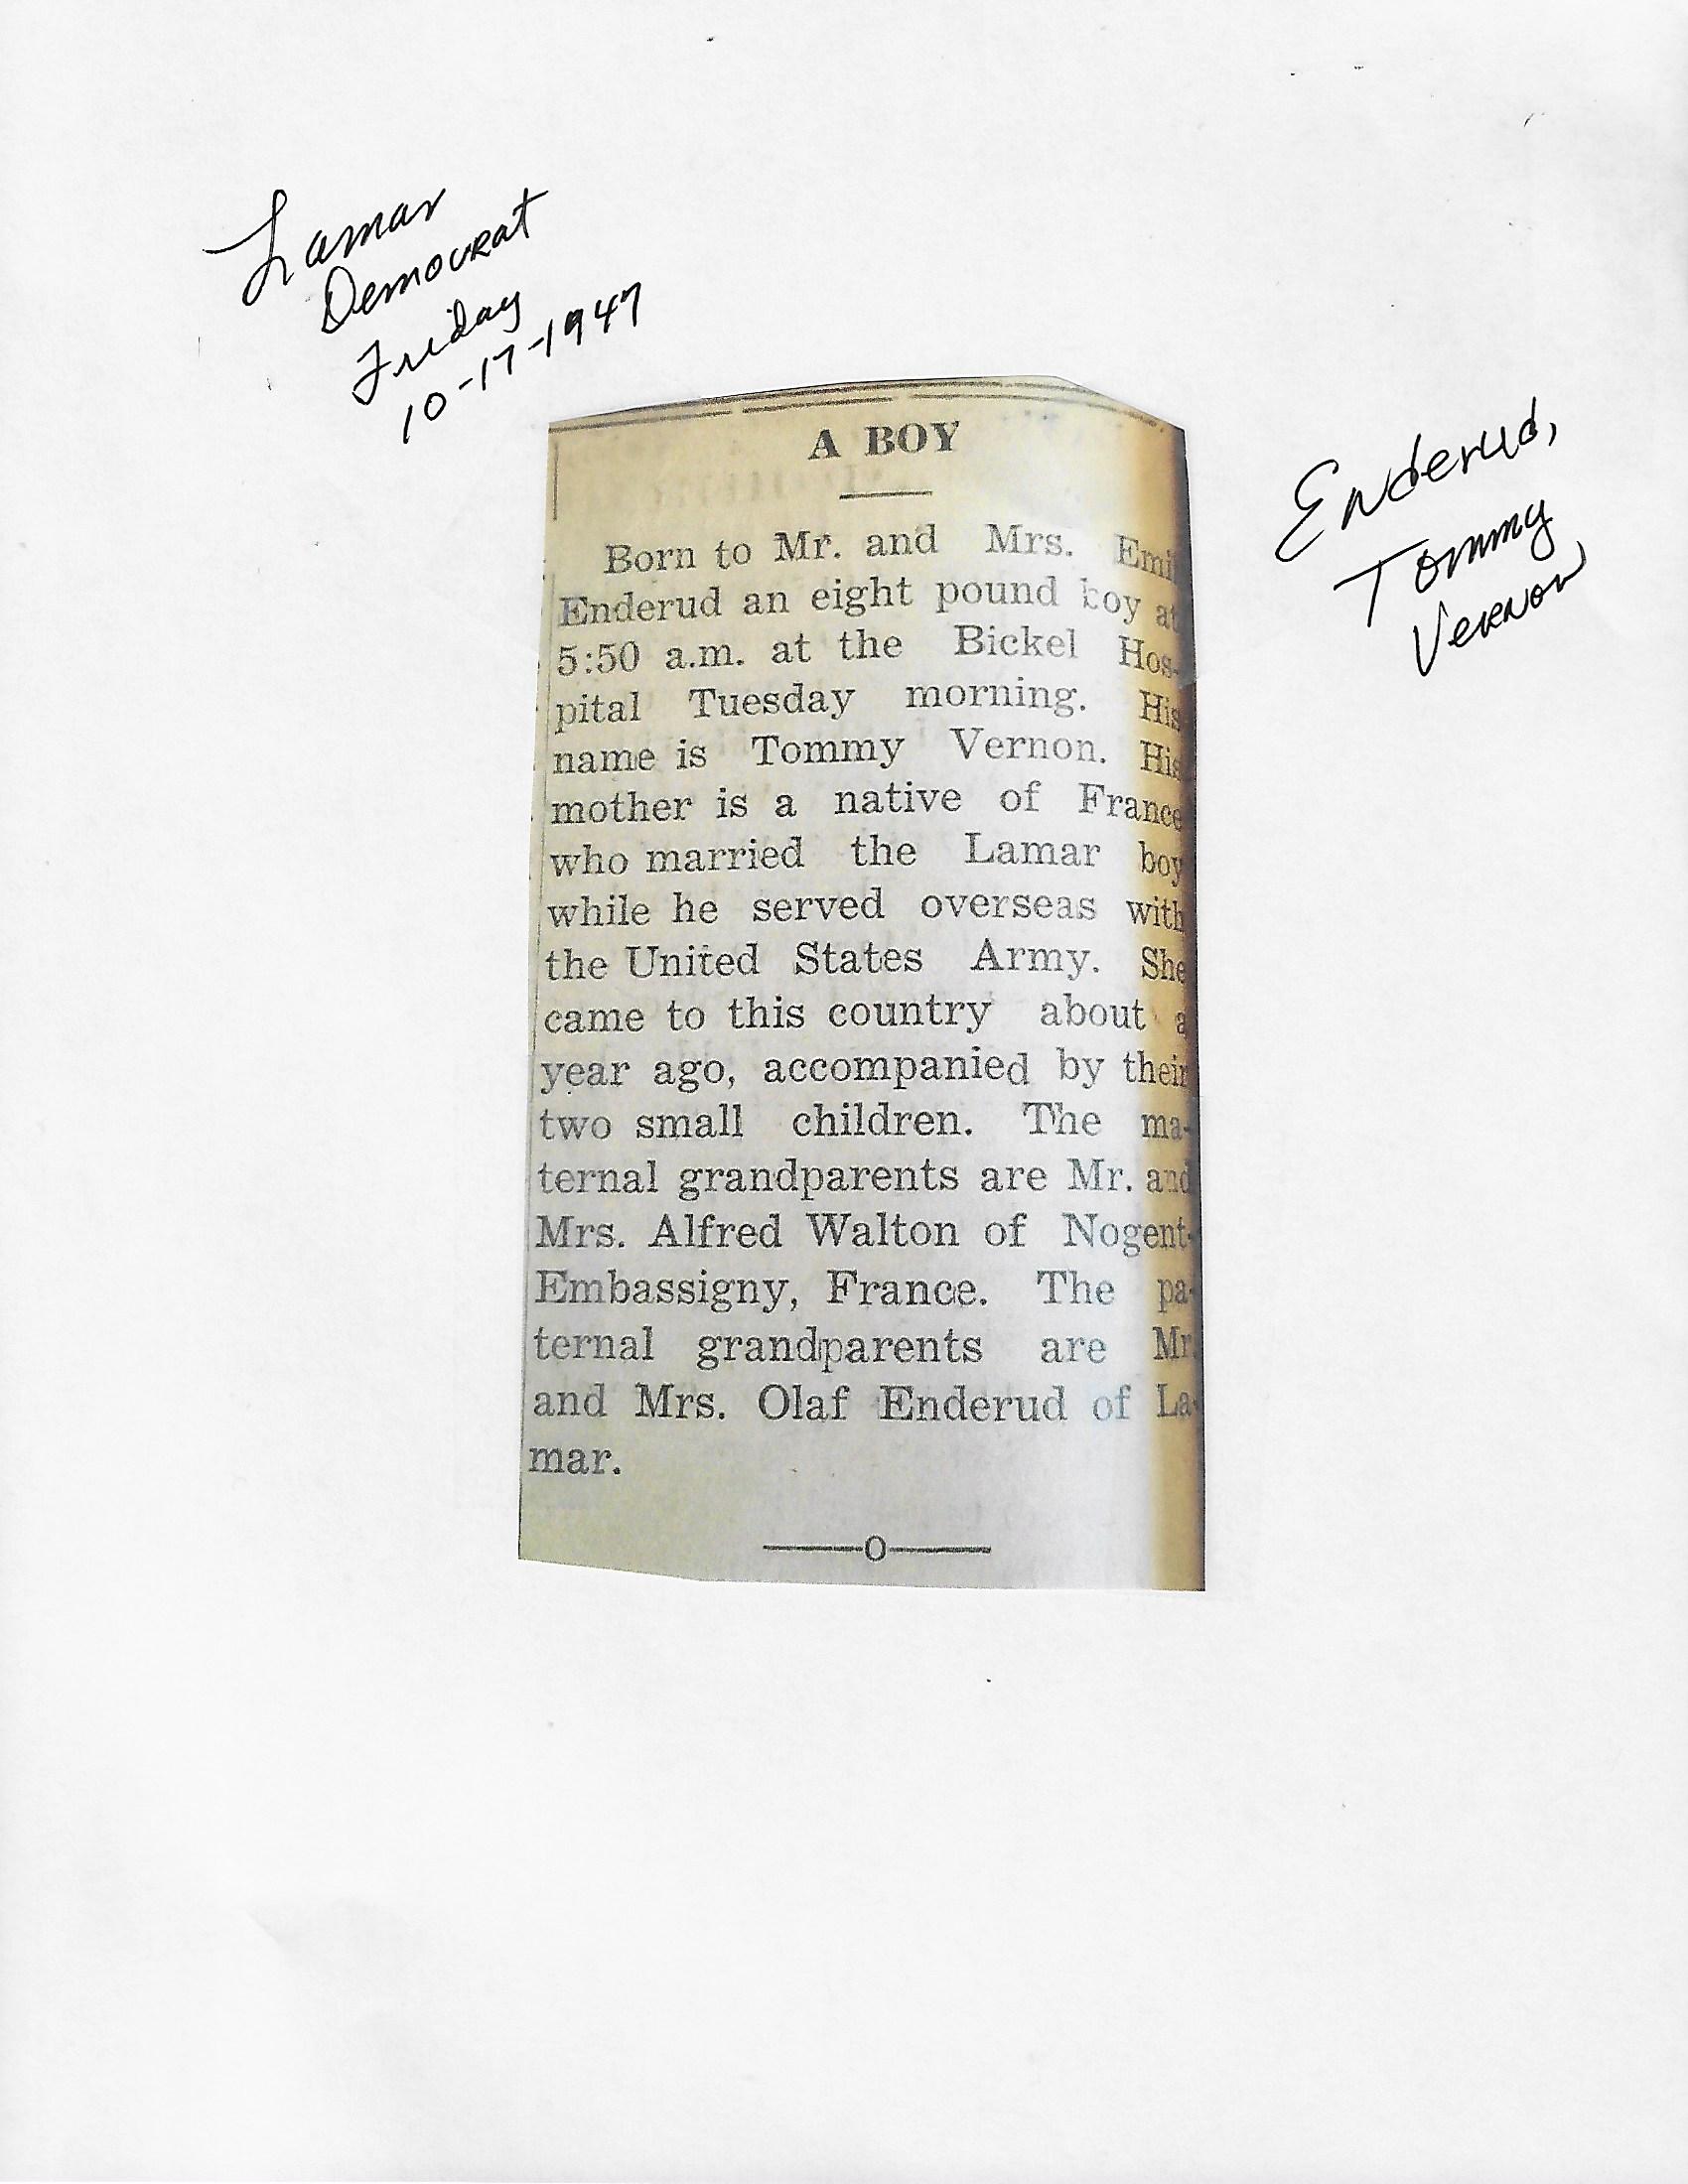 Lamar
Democrat
Friday
10-17-1947
A BOY
Enderud,
Tommy
Vernon
Born to Mr. and Mrs. Emil
Enderud an eight pound boy at
5:50 a.m. at the Bickel Hos-
pital Tuesday morning. His
name is Tommy Vernon. His
mother is a native of France
who married the Lamar boy
while he served overseas with
the United States Army. She
came to this country about a
year ago, accompanied by their
two small children. The ma-
ternal grandparents are Mr. and
Mrs. Alfred Walton of Nogent-
Embassigny, France. The pa-
ternal grandparents are Mr.
and Mrs. Olaf Enderud of La-
mar.